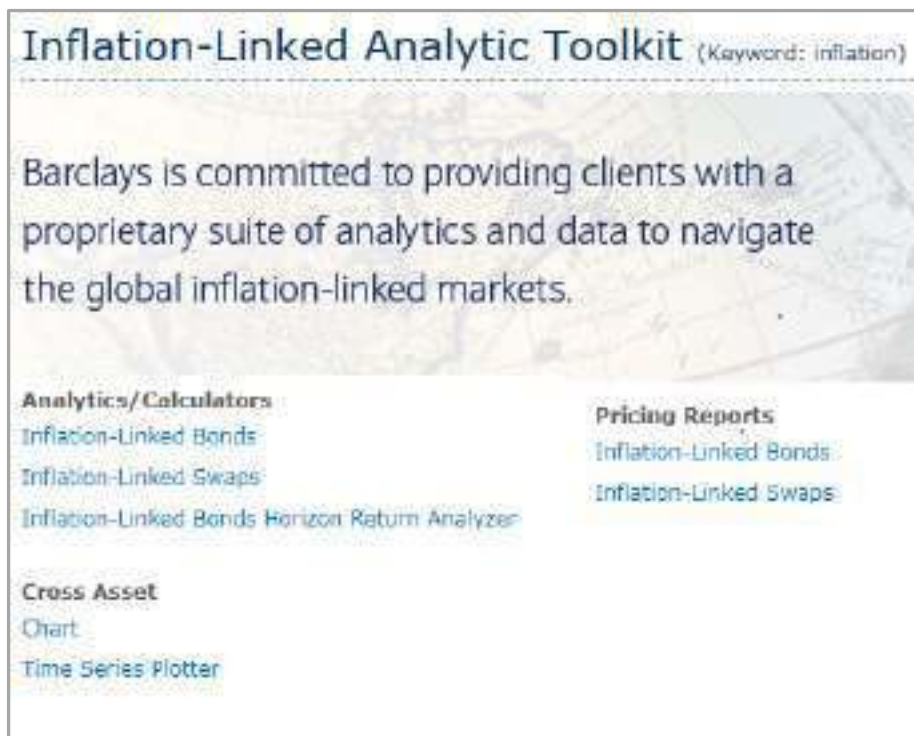 Inflation-Linked Analytic Toolkit (Keyword: inflation)
Barclays is committed to providing clients with a
proprietary suite of analytics and data to navigate
the global inflation-linked markets.
Analytics/Calculators
Inflation-Linked Bonds
Inflation-Linked Swaps
Inflation-Linked Bonds Horizon Return Analyzer
Pricing Reports
Inflation-Linked Bonds
Inflation-Linked Swaps
Cross Asset
Chart
Time Series Plotter